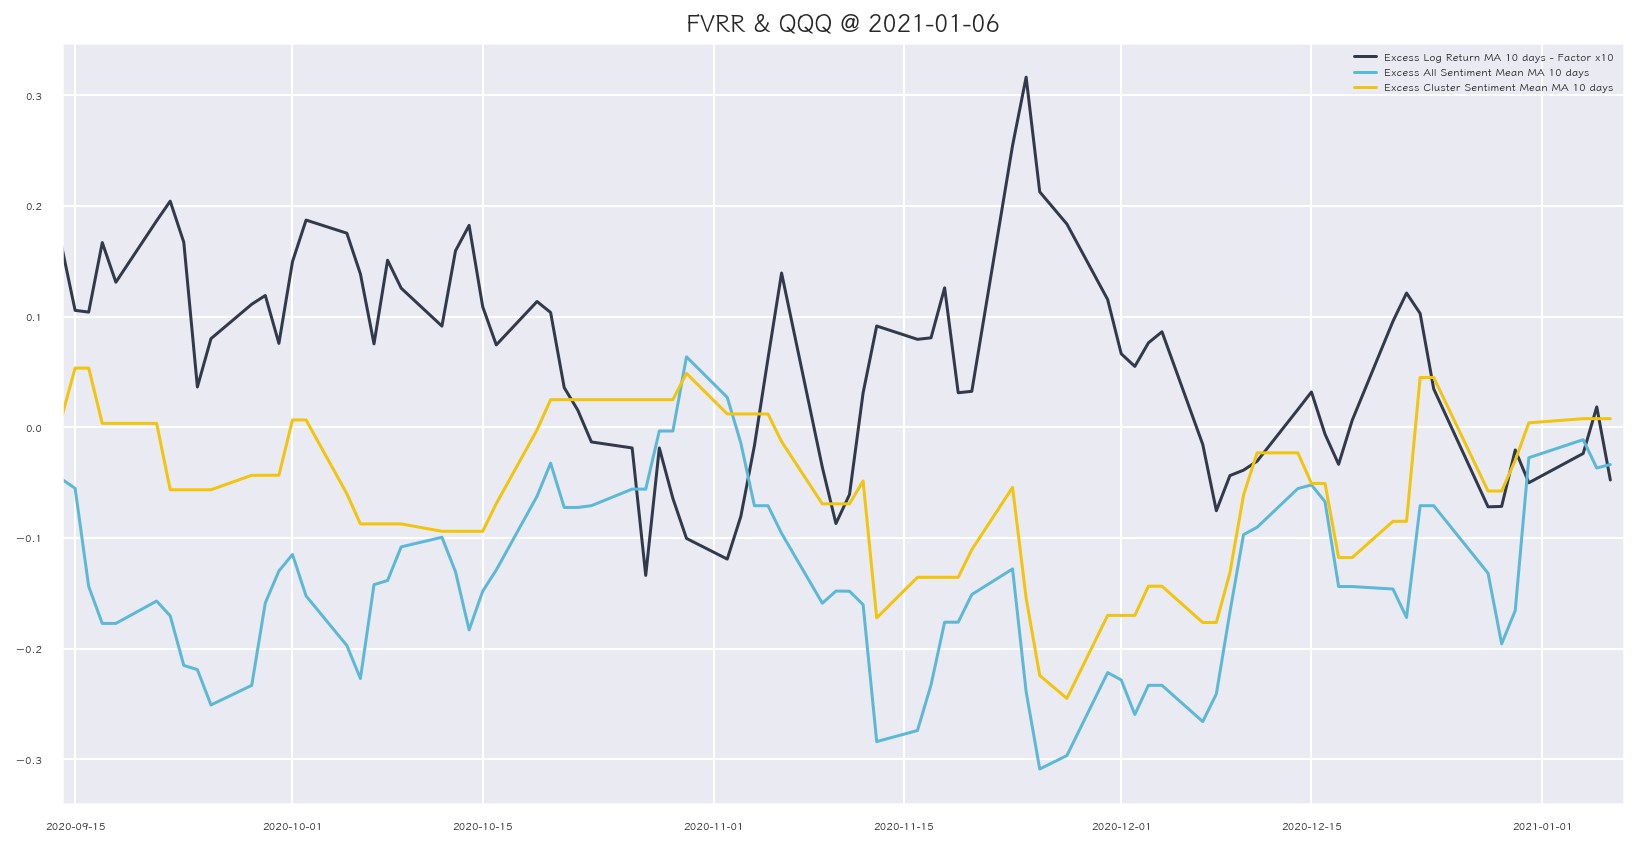 FVRR & QQQ @ 2021-01-06
Excess Log Return MA 10 days - Factor x10
Excess All Sentiment Mean MA 10 days
Excess Cluster Sentiment Mean MA 10 days
0.3
0.2
0.1
0.0
−0.1
−0.2
−0.3
2020-09-15 2020-10-01 2020-10-15 2020-11-01 2020-11-15 2020-12-01 2020-12-15 2021-01-01